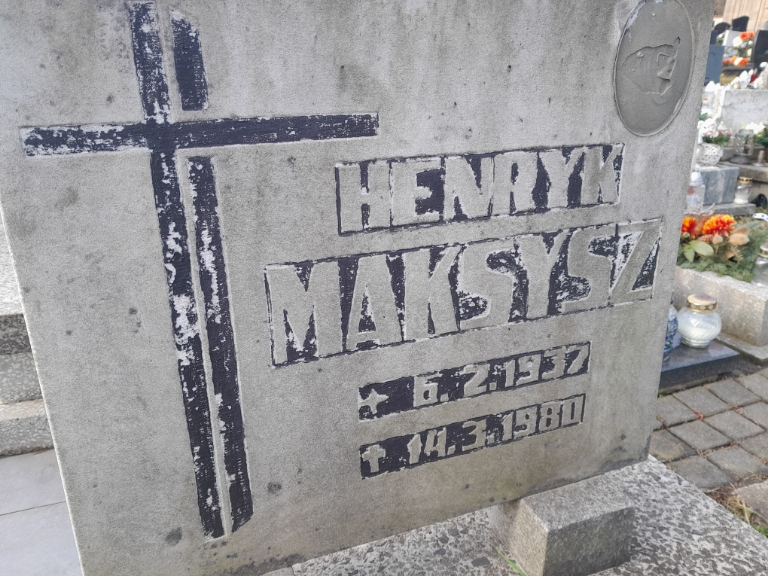 HENRYK
MAKSYSZ
★ 6.2.1937
✝ 14.3.1980